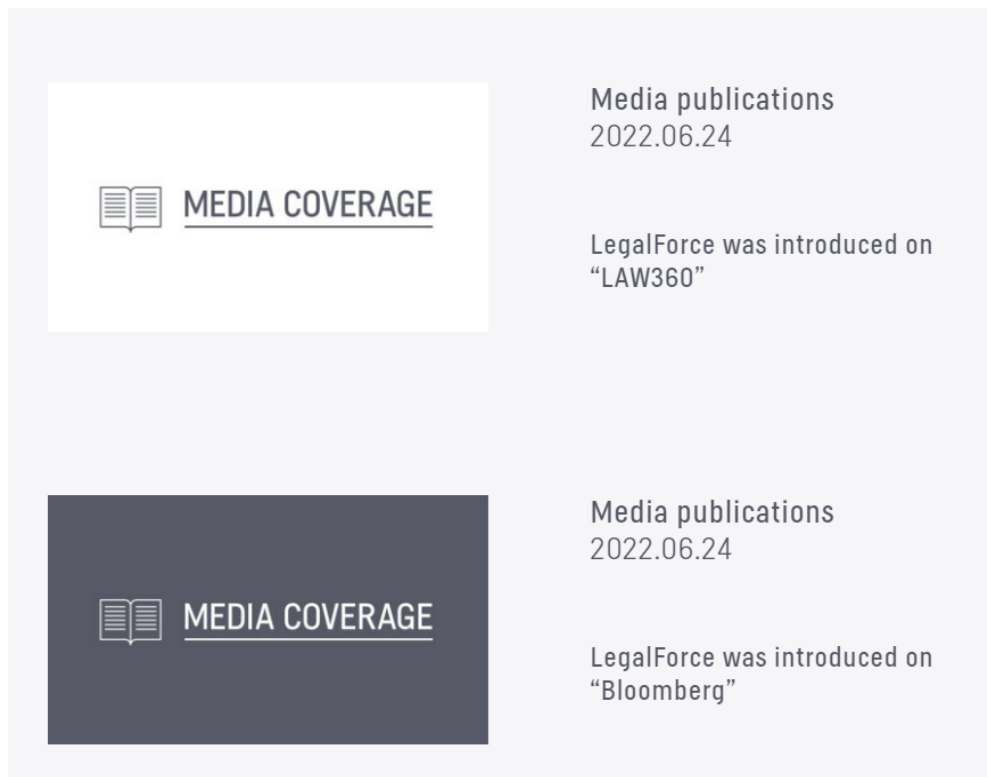 MEDIA COVERAGE
Media publications
2022.06.24
LegalForce was introduced on
“LAW360”
MEDIA COVERAGE
Media publications
2022.06.24
LegalForce was introduced on
“Bloomberg”